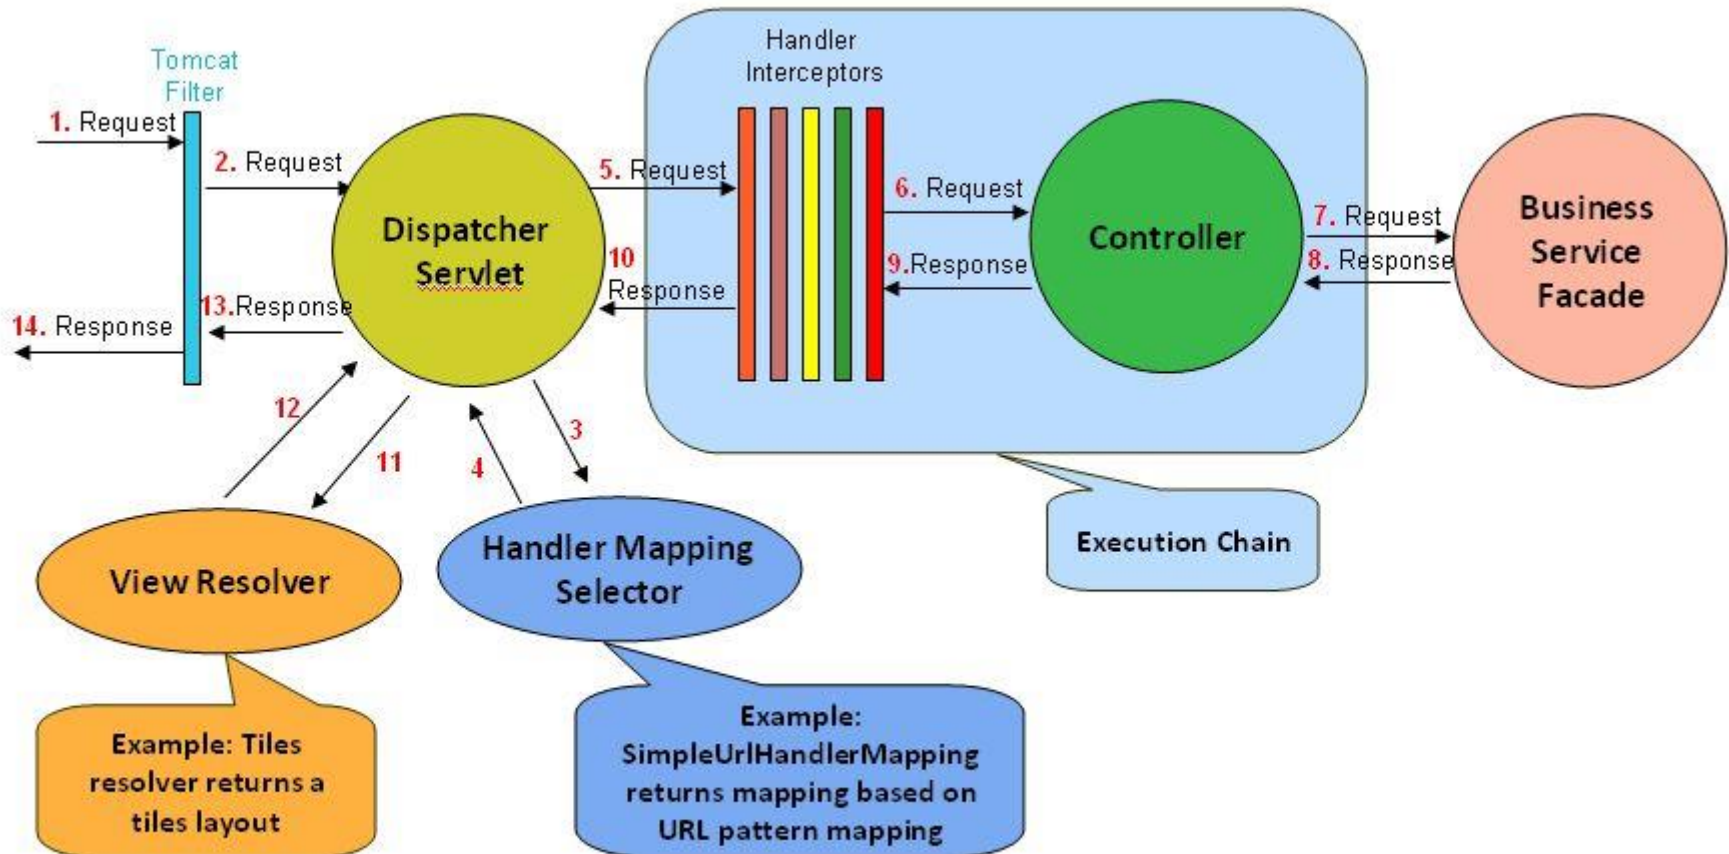 Handler
Interceptors
Tomcat
Filter
1. Request
2. Request
5. Request
6. Request
7. Request
Dispatcher
Servlet
Controller
Business
Service
Facade
10
Response
9.Response
8. Response
13.Response
14. Response
12
11
4
3
View Resolver
Handler Mapping
Selector
Execution Chain
Example: Tiles
resolver returns a
tiles layout
Example:
SimpleUrlHandlerMapping
returns mapping based on
URL pattern mapping